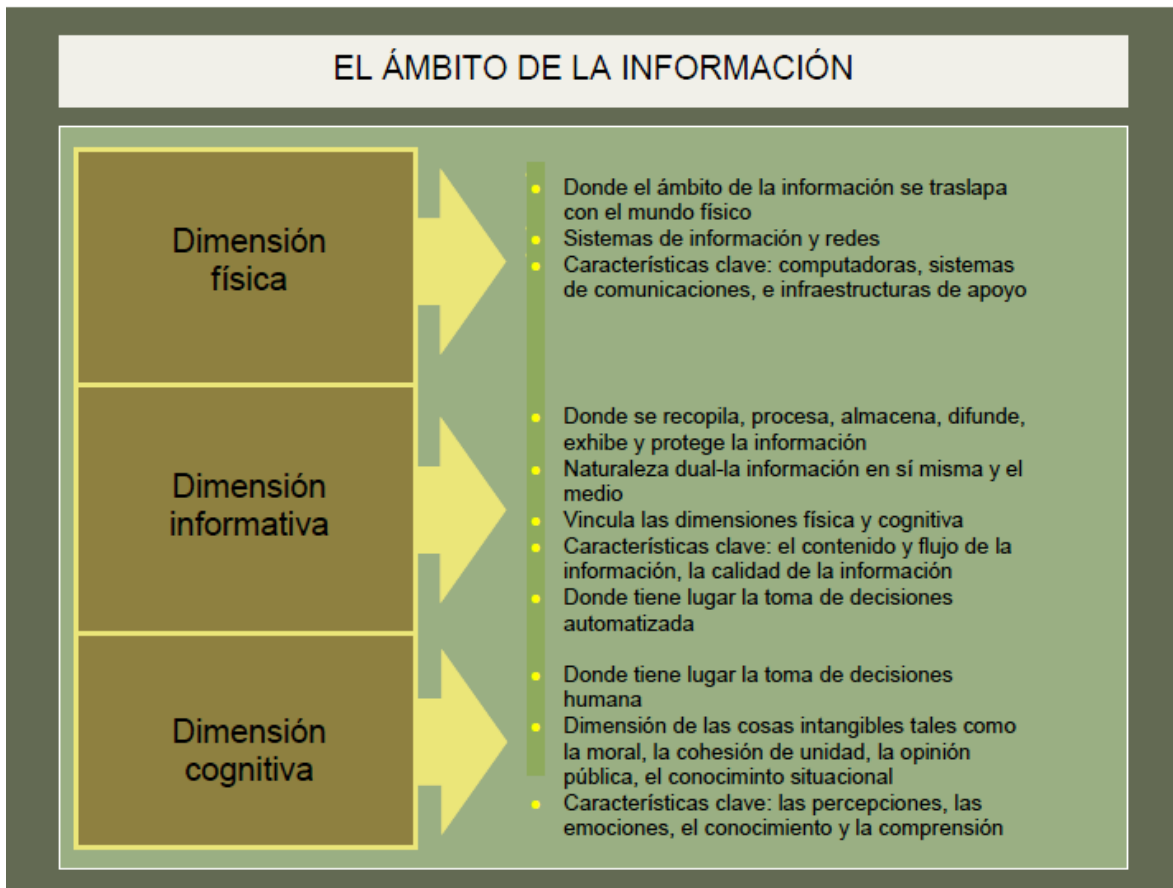 EL ÁMBITO DE LA INFORMACIÓN
Dimensión
física
Donde el ámbito de la información se traslapa
con el mundo físico
Sistemas de información y redes
Características clave: computadoras, sistemas
de comunicaciones, e infraestructuras de apoyo
Dimensión
informativa
Donde se recopila, procesa, almacena, difunde,
exhibe y protege la información
Naturaleza dual-la información en sí misma y el
medio
Vincula las dimensiones física y cognitiva
Características clave: el contenido y flujo de la
información, la calidad de la información
Donde tiene lugar la toma de decisiones
automatizada
Dimensión
cognitiva
Donde tiene lugar la toma de decisiones
humana
Dimensión de las cosas intangibles tales como
la moral, la cohesión de unidad, la opinión
pública, el conociminto situacional
Características clave: las percepciones, las
emociones, el conocimiento y la comprensión